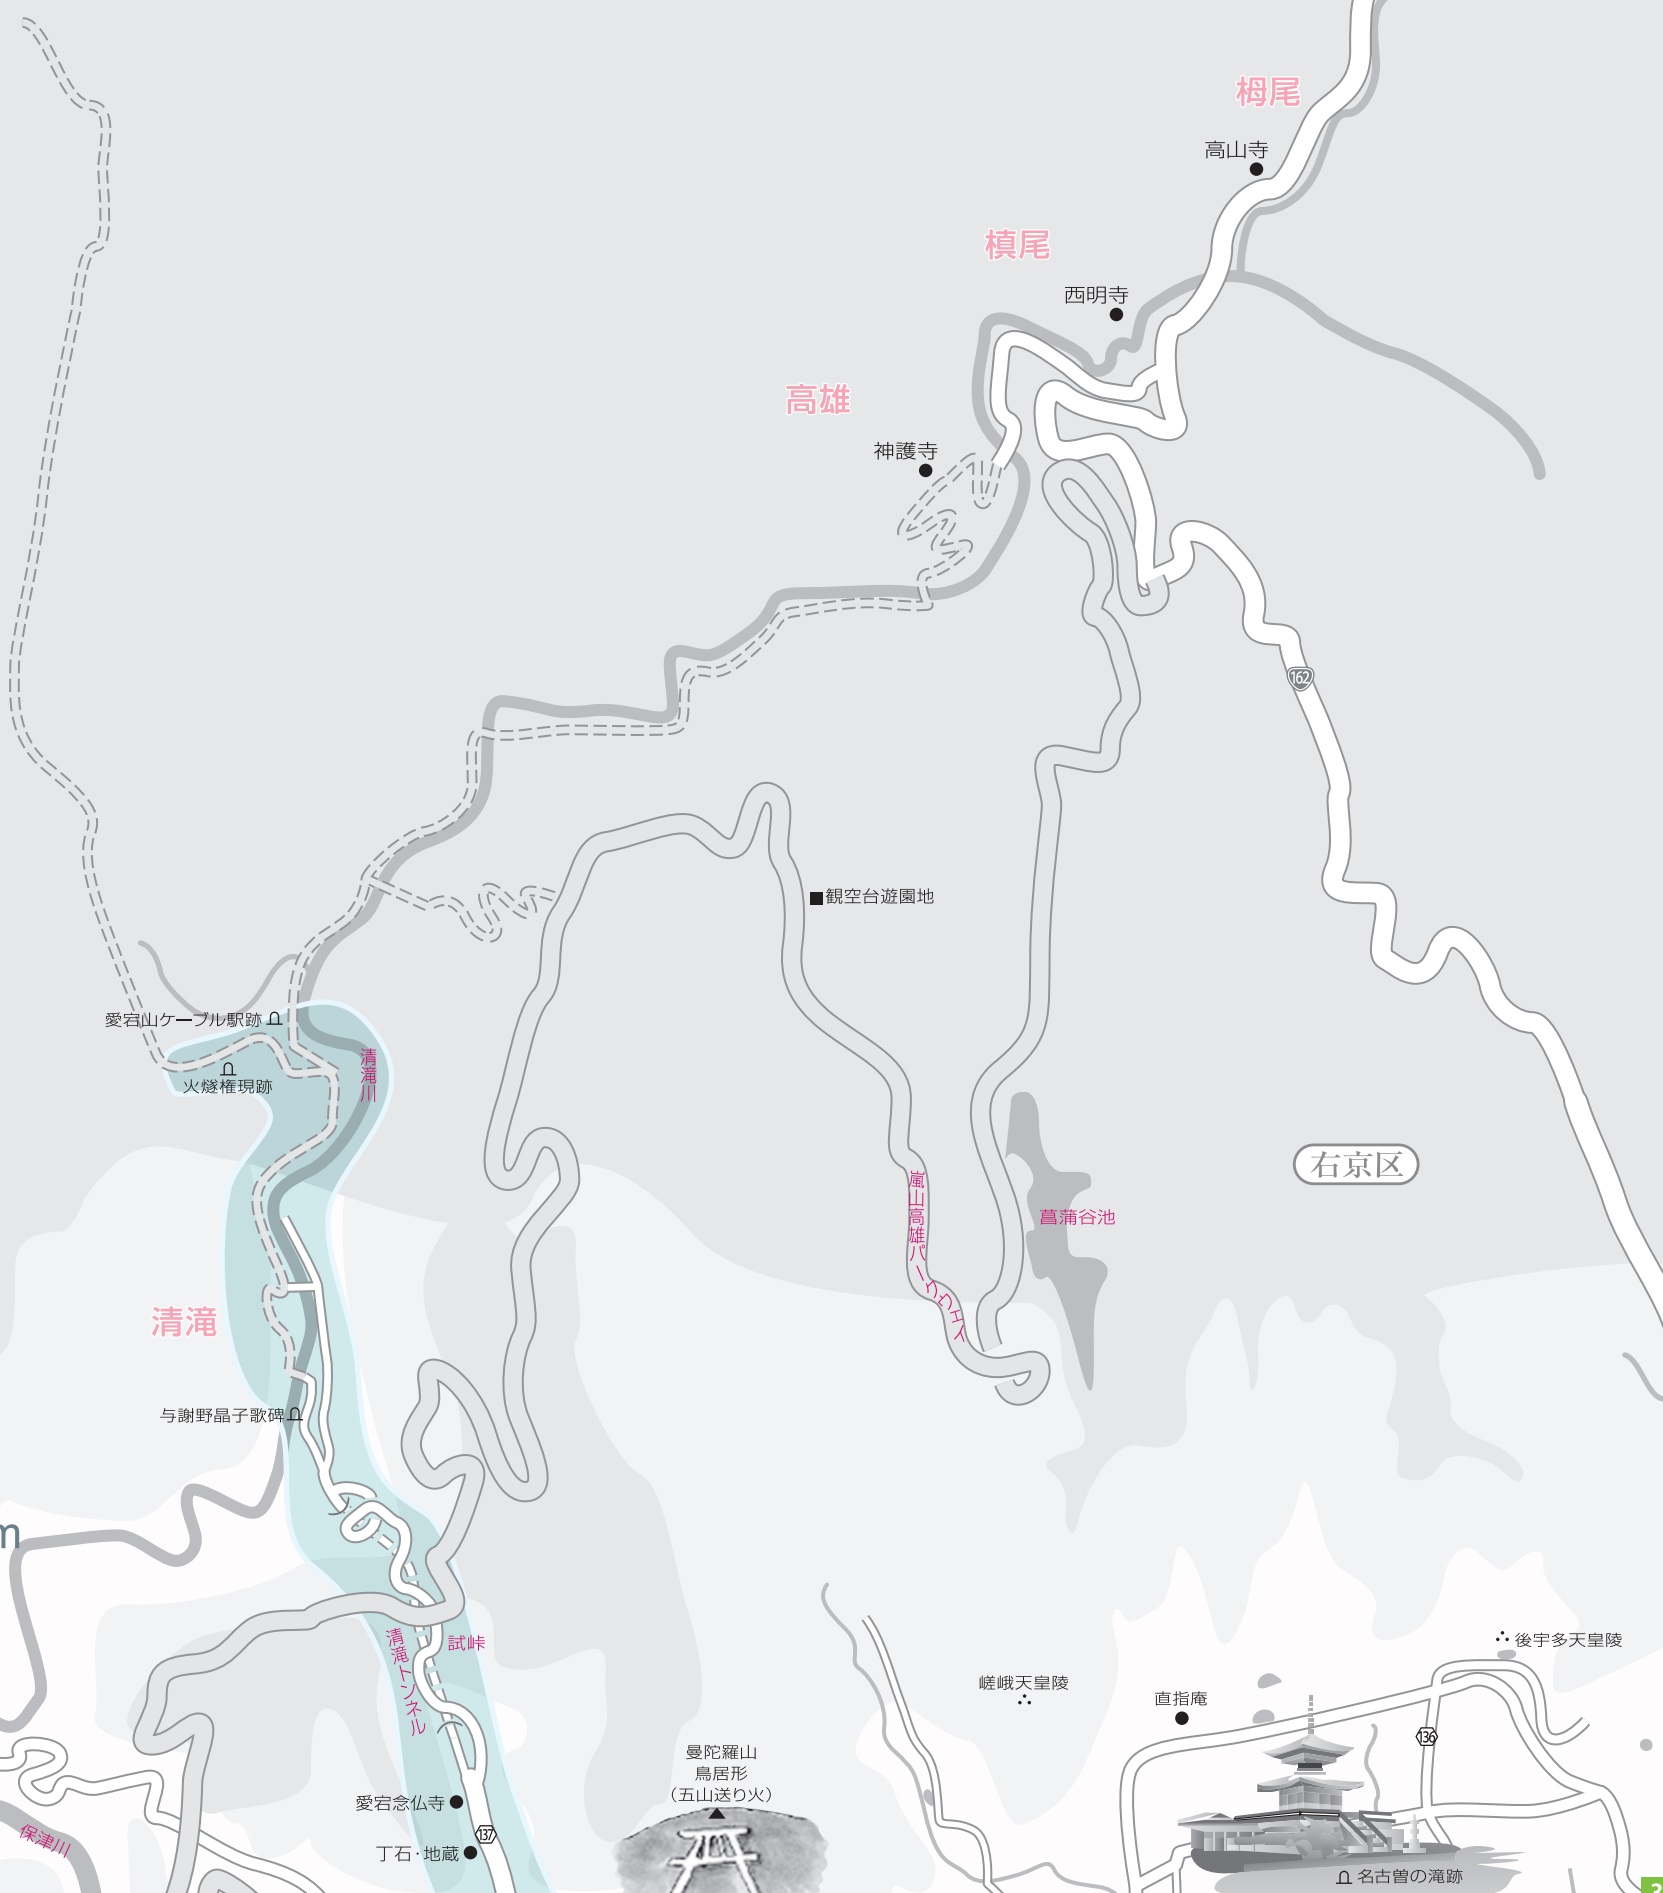 栂尾
高山寺
槙尾
西明寺
高雄
神護寺
162
観空台遊園地
愛宕山ケーブル駅跡
火燧権現跡
清滝川
右京区
嵐山高雄パークウェイ
菖蒲谷池
清滝
与謝野晶子歌碑
m
清滝トンネル
試峠
後宇多天皇陵
嵯峨天皇陵
直指庵
136
曼陀羅山
鳥居形
（五山送り火）
愛宕念仏寺
137
丁石・地蔵
保津川
名古曽の滝跡
3